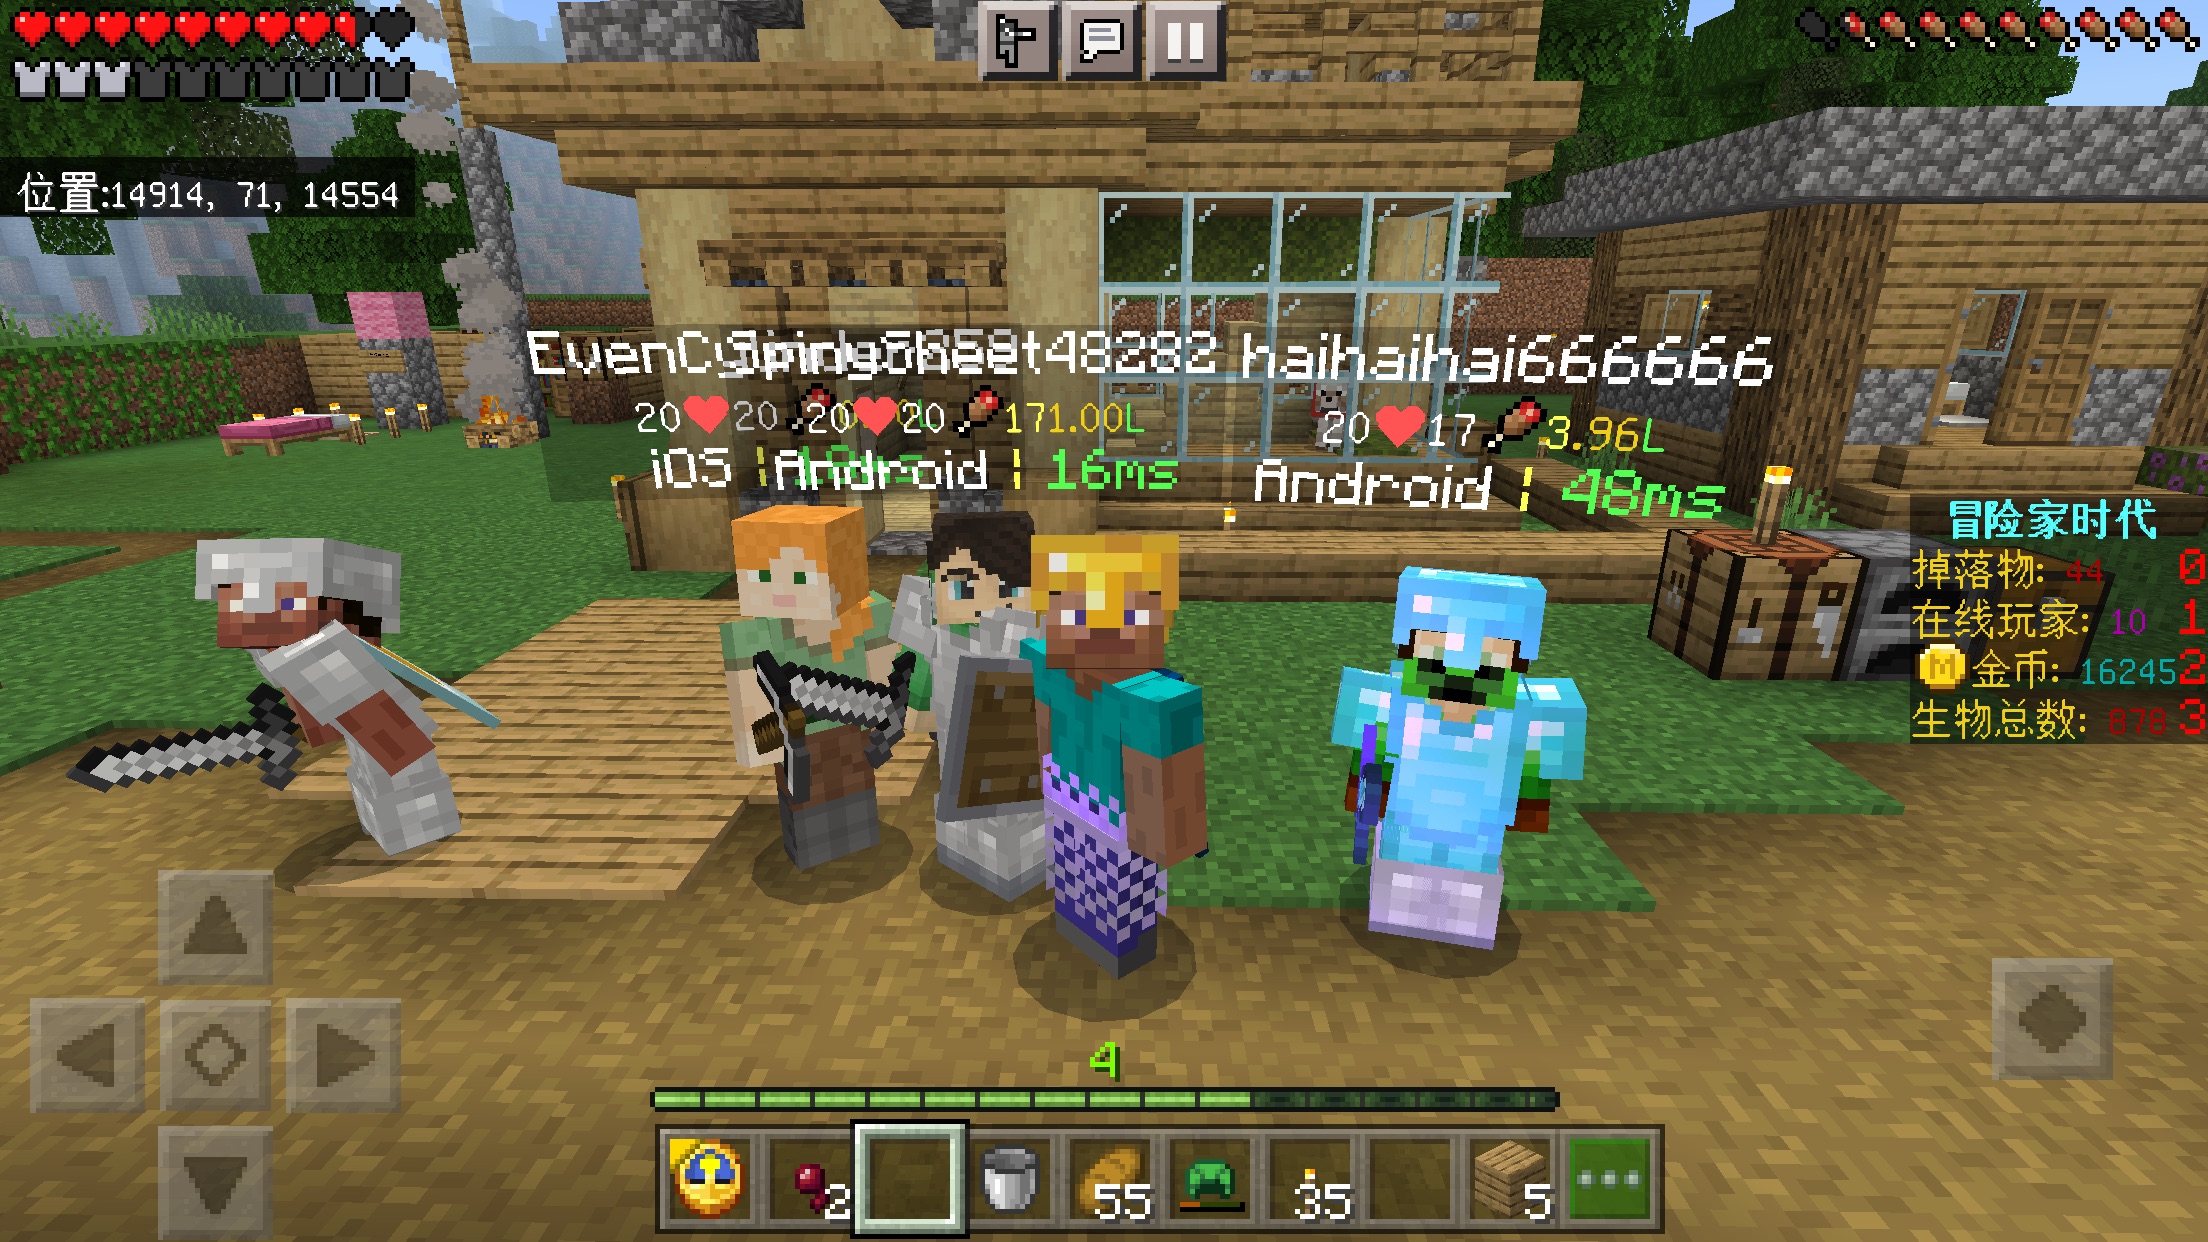 位置:14914, 71, 14554
haihaihai666666
20 20 20 20 171.00L
20 17 3.96L
iOS | Android | 16ms
Android | 48ms
冒险家时代
掉落物: 44 0
在线玩家: 10 1
金币: 16245 2
生物总数: 878 3
4
2
55
35
5